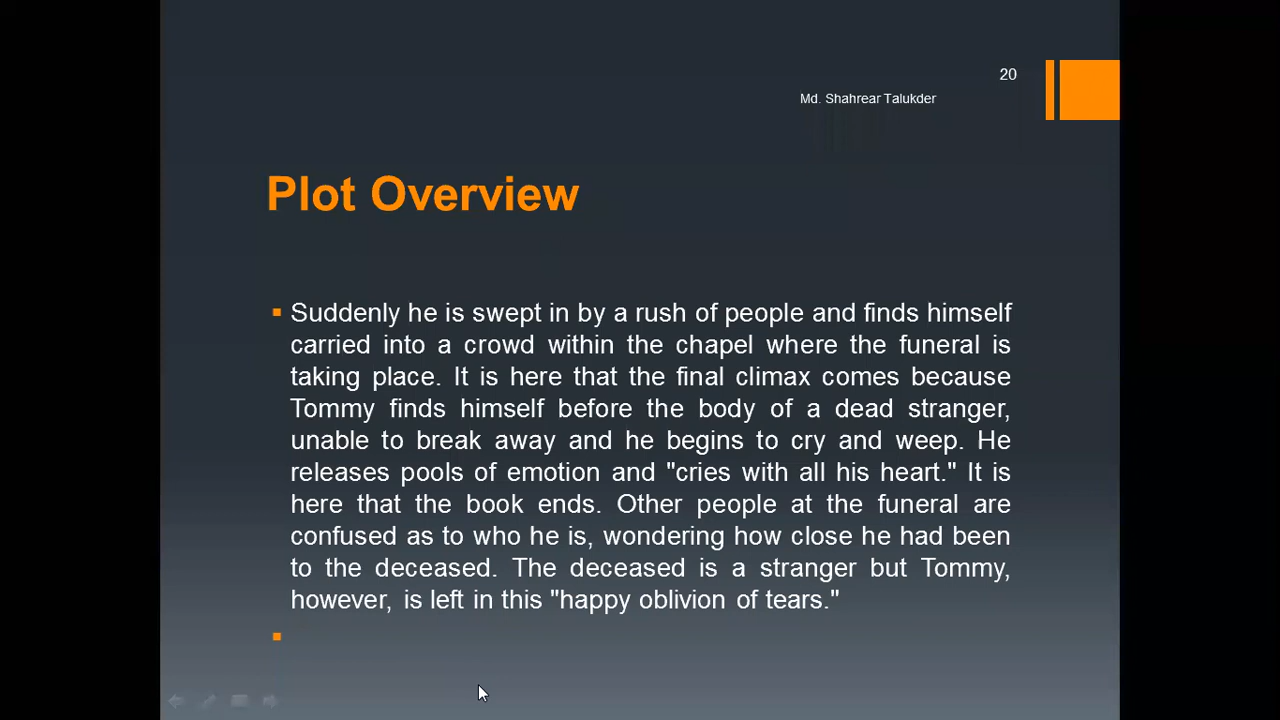 20
Md. Shahrear Talukder
Plot Overview
Suddenly he is swept in by a rush of people and finds himself
carried into a crowd within the chapel where the funeral is
taking place. It is here that the final climax comes because
Tommy finds himself before the body of a dead stranger,
unable to break away and he begins to cry and weep. He
releases pools of emotion and "cries with all his heart." It is
here that the book ends. Other people at the funeral are
confused as to who he is, wondering how close he had been
to the deceased. The deceased is a stranger but Tommy,
however, is left in this "happy oblivion of tears."